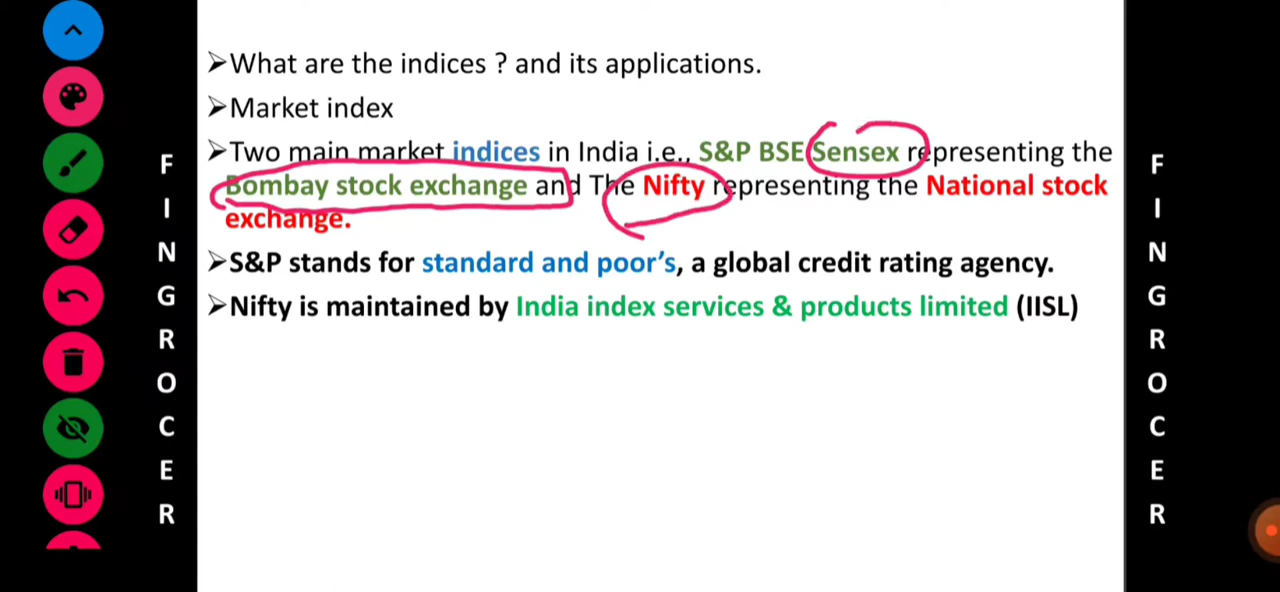 ➢What are the indices ? and its applications.
➢Market index
➢Two main market indices in India i.e., S&P BSE Sensex representing the
Bombay stock exchange and The Nifty representing the National stock
exchange.
➢S&P stands for standard and poor’s, a global credit rating agency.
➢Nifty is maintained by India index services & products limited (IISL)
FINGROCER
FINGROCER